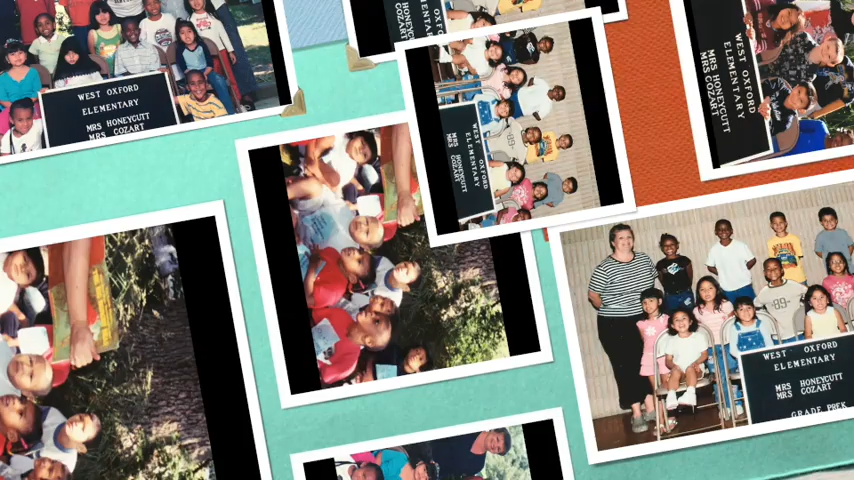 WEST OXFORD
ELEMENTARY
MRS HONEYCUTT
MRS COZART
WEST OXFORD
ELEMENTARY
MRS HONEYCUTT
MRS COZART
WEST OXFORD
ELEMENTARY
MRS HONEYCUTT
MRS COZART
WEST OXFORD
ELEMENTARY
MRS HONEYCUTT
MRS COZART
GRADE PREK
89